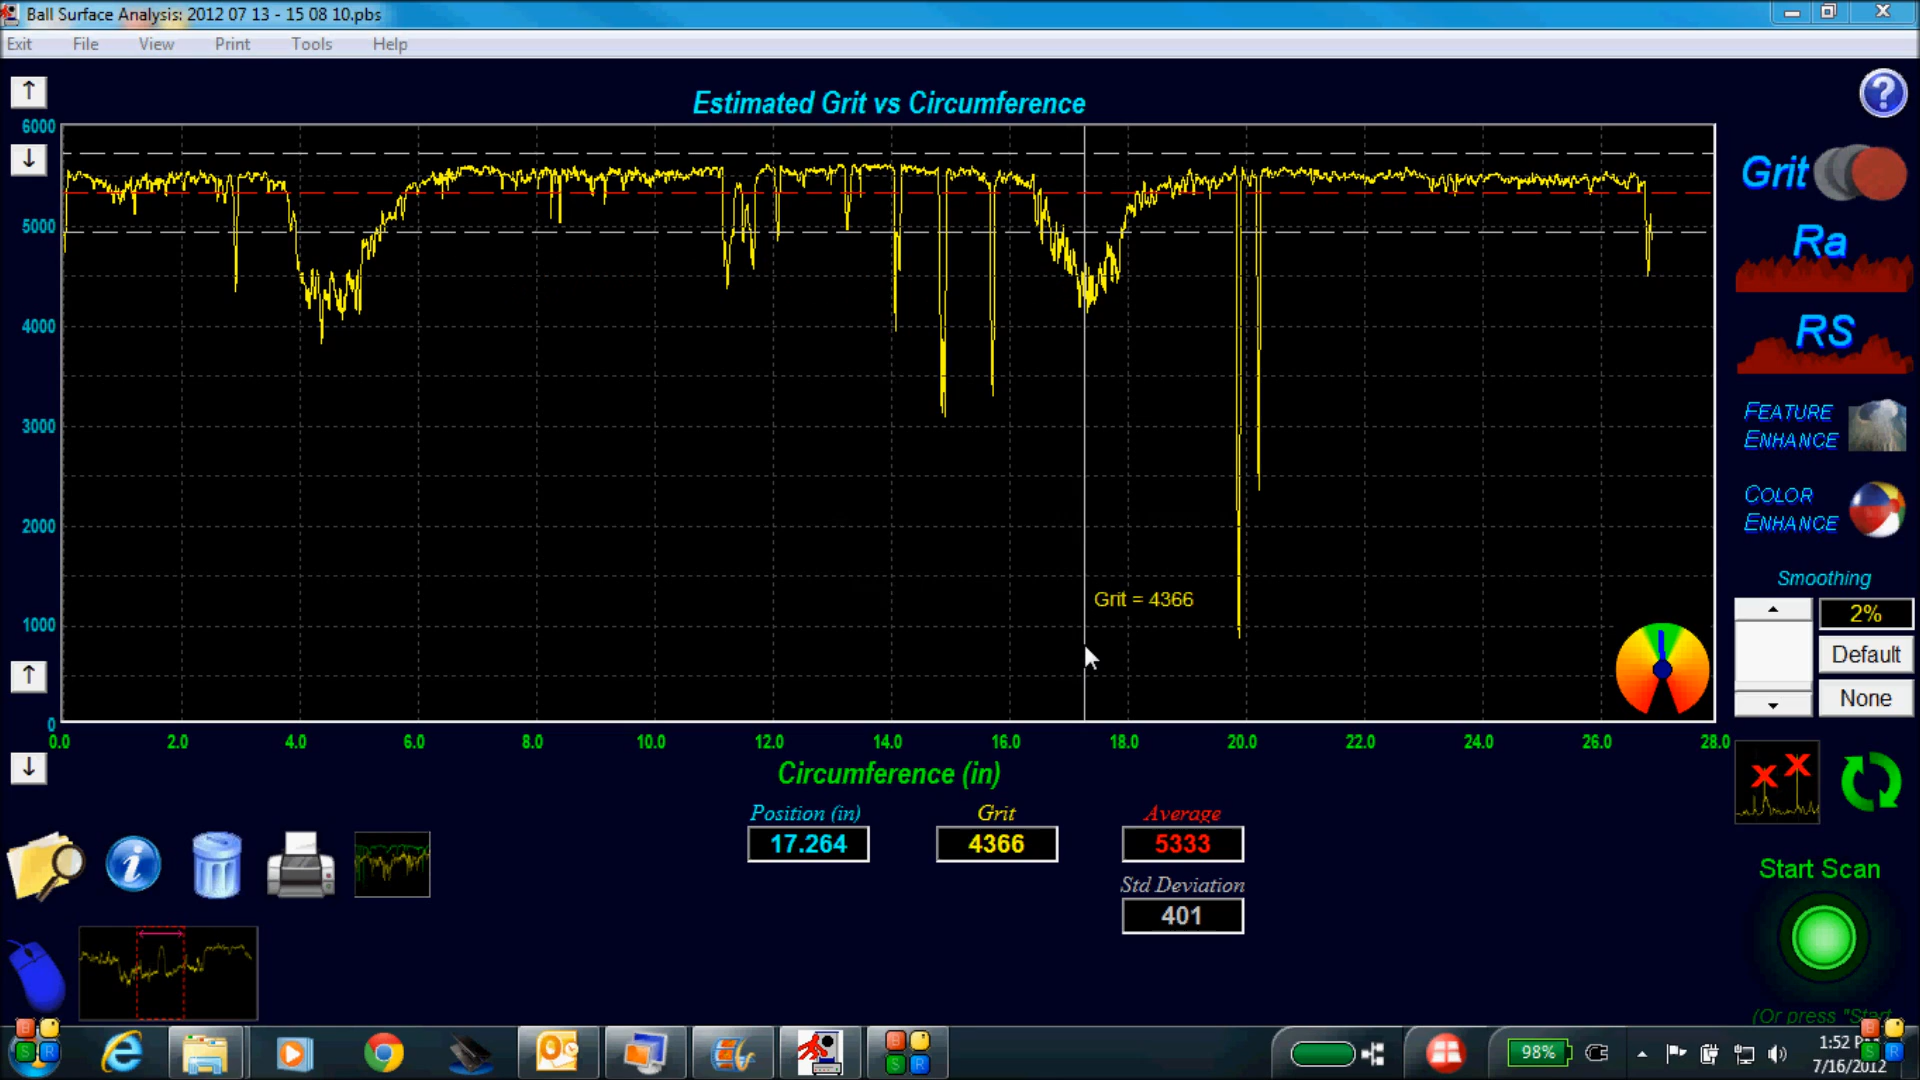 Ball Surface Analysis: 2012 07 13 - 15 08 10.pbs
Exit File View Print Tools Help
Estimated Grit vs Circumference
6000
5000
4000
3000
2000
1000
0
0.0 2.0 4.0 6.0 8.0 10.0 12.0 14.0 16.0 18.0 20.0 22.0 24.0 26.0 28.0
Circumference (in)
Grit = 4366
Position (in) Grit Average
17.264 4366 5333
Std Deviation
401
Grit
Ra
RS
FEATURE
ENHANCE
COLOR
ENHANCE
Smoothing
2%
Default
None
Start Scan
(Or press "Start
98%
1:52 P
7/16/2012